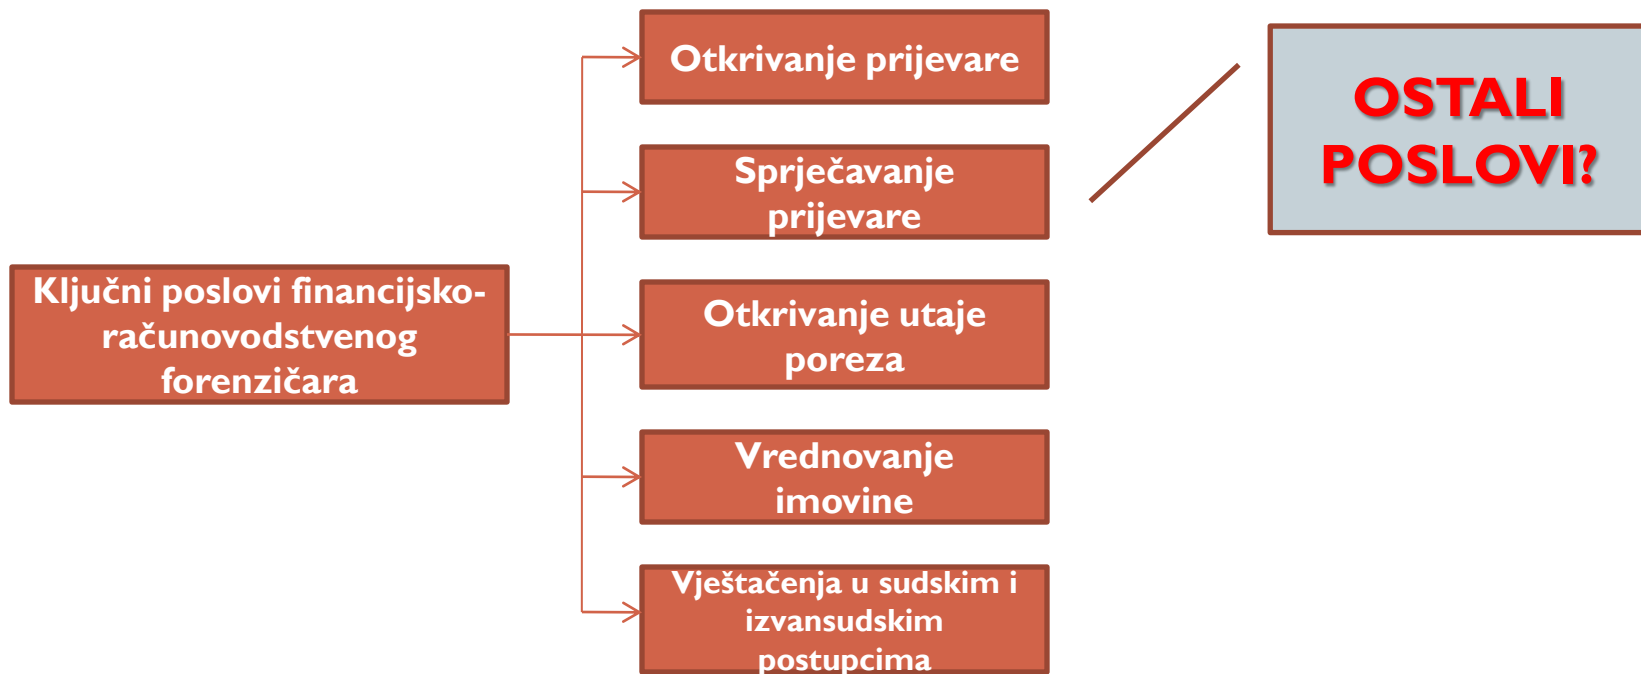 Ključni poslovi financijsko-
računovodstvenog
forenzičara
Otkrivanje prijevare
Sprječavanje
prijevare
Otkrivanje utaje
poreza
Vrednovanje
imovine
Vještačenja u sudskim i
izvansudskim
postupcima
OSTALI
POSLOVI?